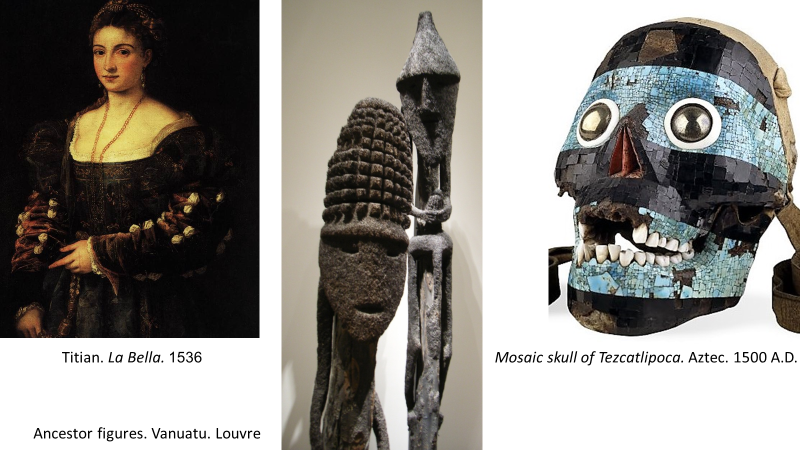 Titian. La Bella. 1536
Mosaic skull of Tezcatlipoca. Aztec. 1500 A.D.
Ancestor figures. Vanuatu. Louvre